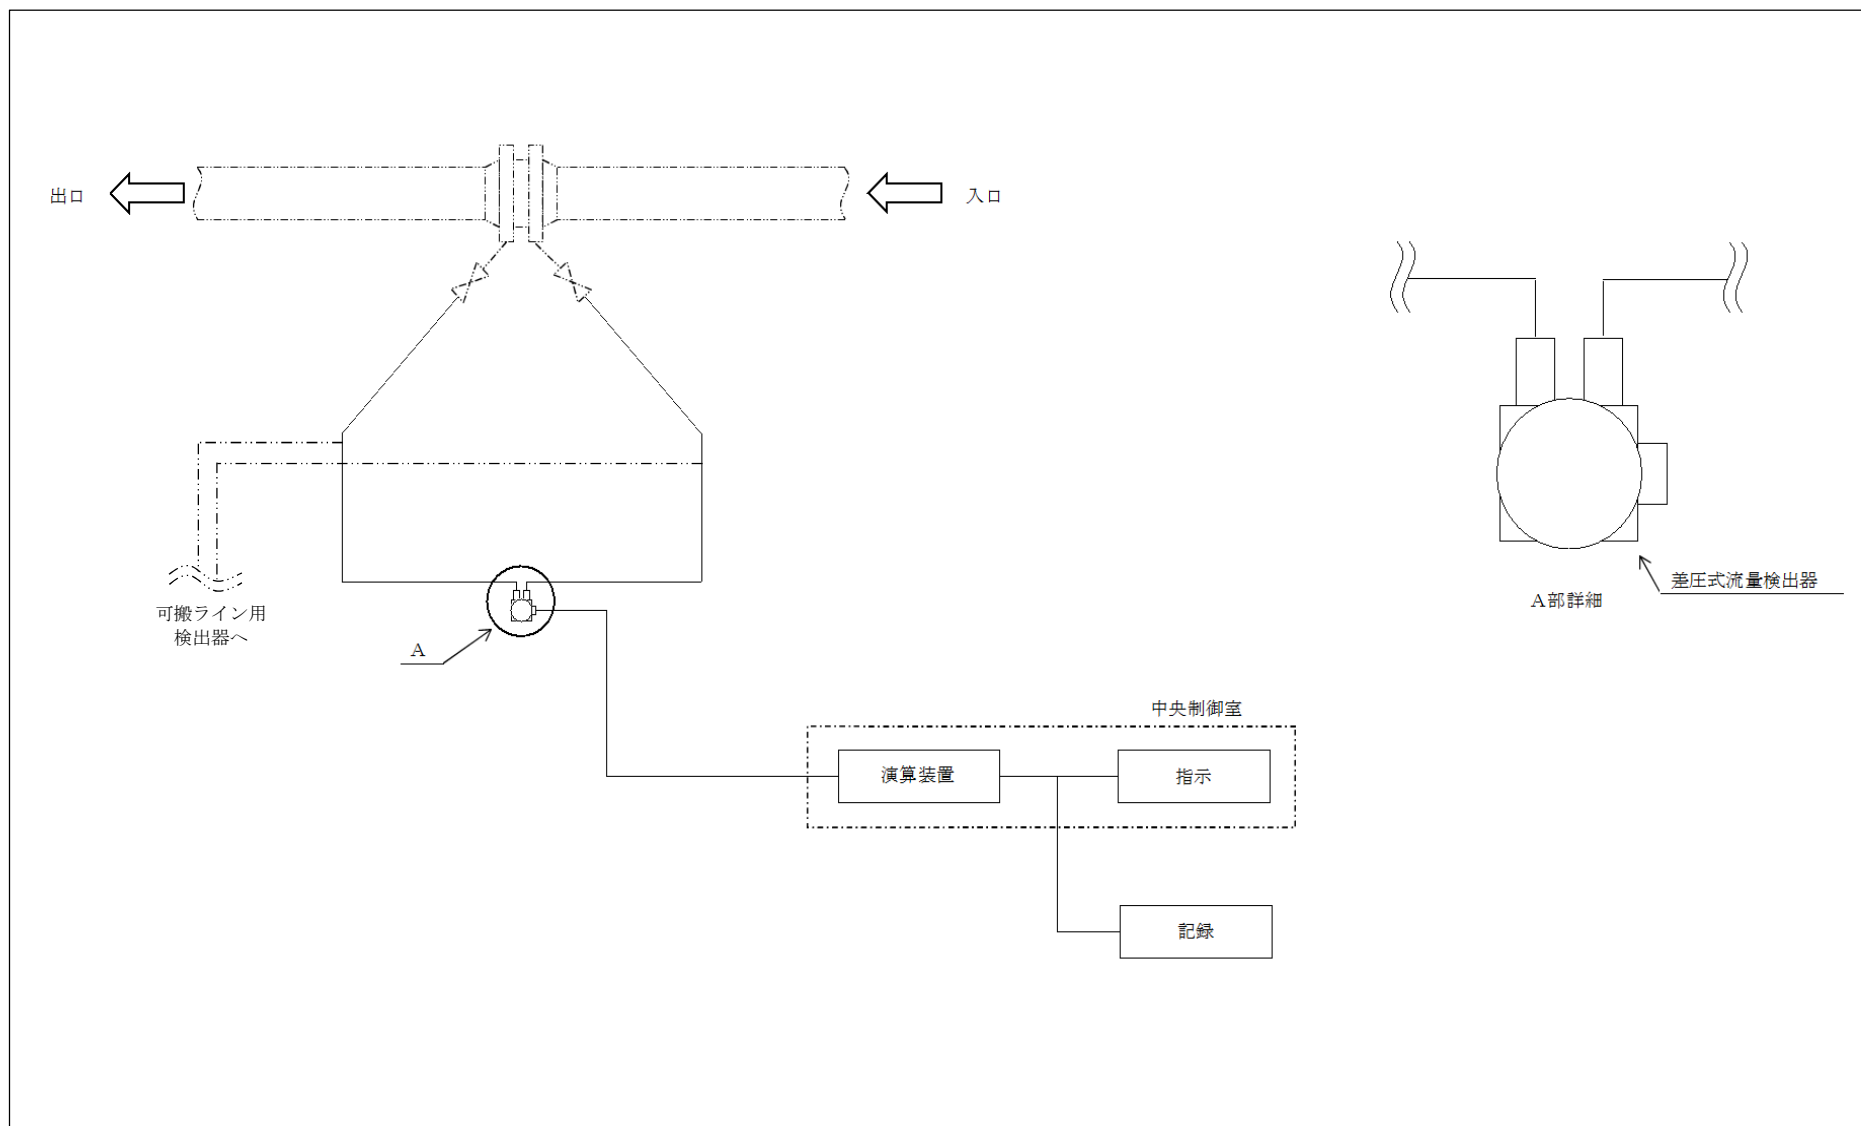 出口
入口
可搬ライン用
検出器へ
A
A部詳細
差圧式流量検出器
中央制御室
演算装置
指示
記録